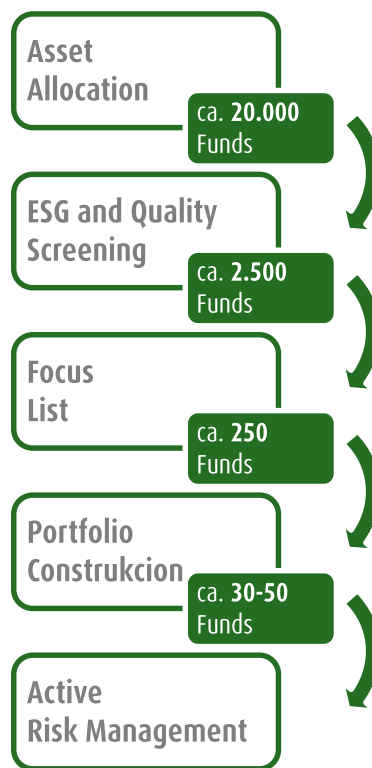 Asset
Allocation
ca. 20.000
Funds
ESG and Quality
Screening
ca. 2.500
Funds
Focus
List
ca. 250
Funds
Portfolio
Construkcion
ca. 30-50
Funds
Active
Risk Management